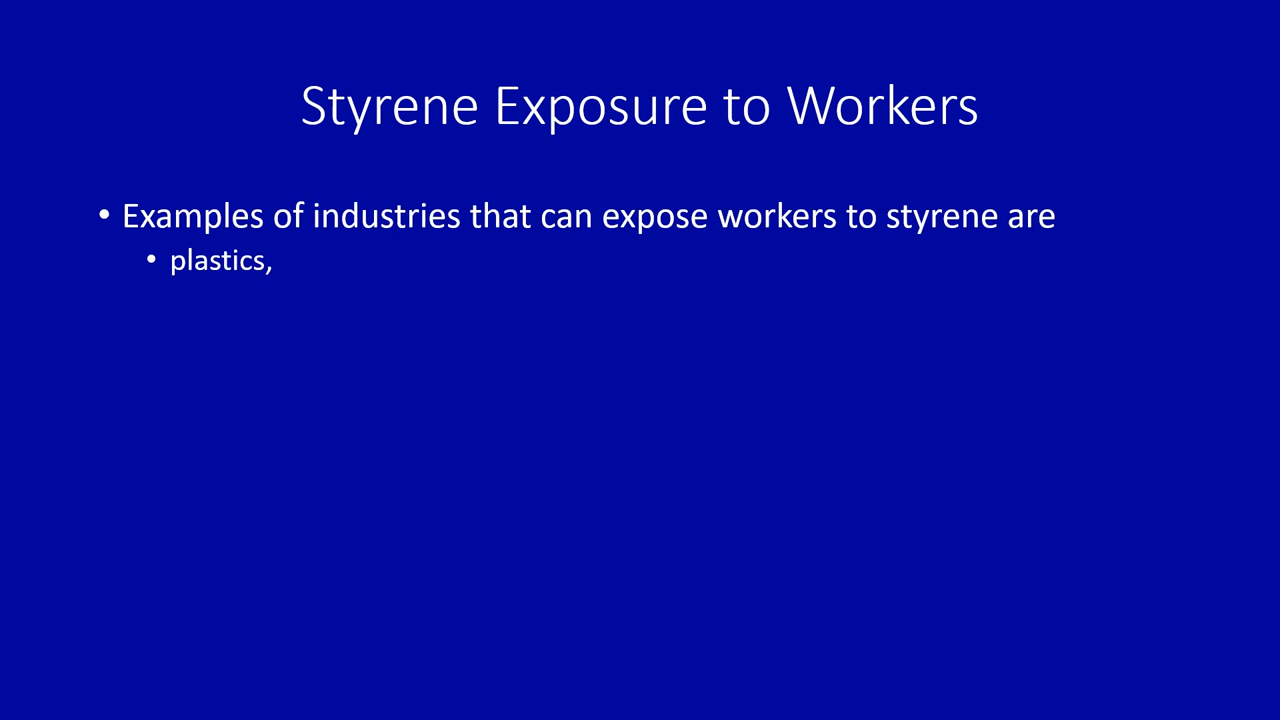 Styrene Exposure to Workers
• Examples of industries that can expose workers to styrene are
• plastics,